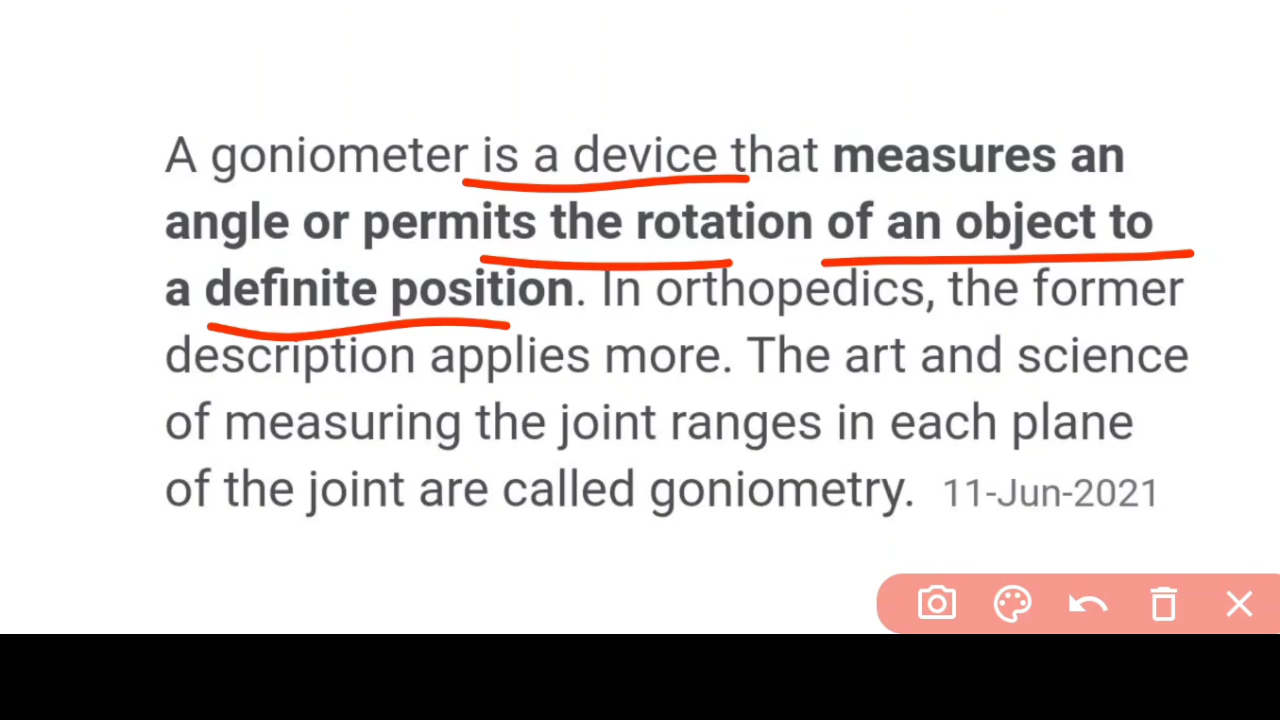 A goniometer is a device that measures an
angle or permits the rotation of an object to
a definite position. In orthopedics, the former
description applies more. The art and science
of measuring the joint ranges in each plane
of the joint are called goniometry. 11-Jun-2021